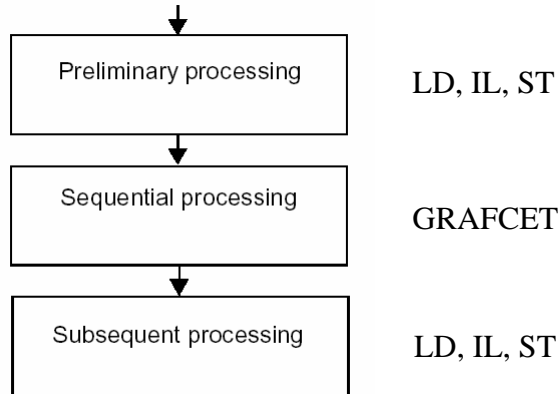 Preliminary processing
LD, IL, ST
Sequential processing
GRAFCET
Subsequent processing
LD, IL, ST